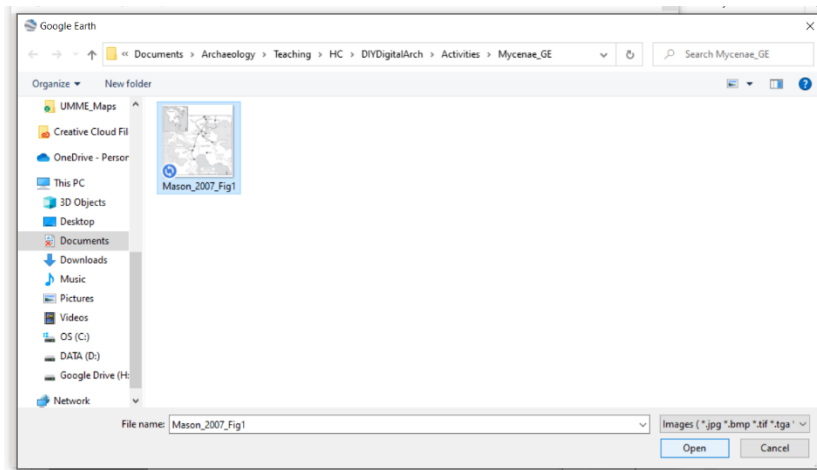 Google Earth
« Documents > Archaeology > Teaching > HC > DIYDigitalArch > Activities > Mycenae_GE
Search Mycenae_GE
Organize
New folder
UMME_Maps
Creative Cloud Fil
OneDrive - Person
This PC
3D Objects
Desktop
Documents
Downloads
Music
Pictures
Videos
OS (C:)
DATA (D:)
Google Drive (H:
Network
Mason_2007_Fig1
File name: Mason_2007_Fig1
Images ( *.jpg *.bmp *.tif *.tga
Open
Cancel